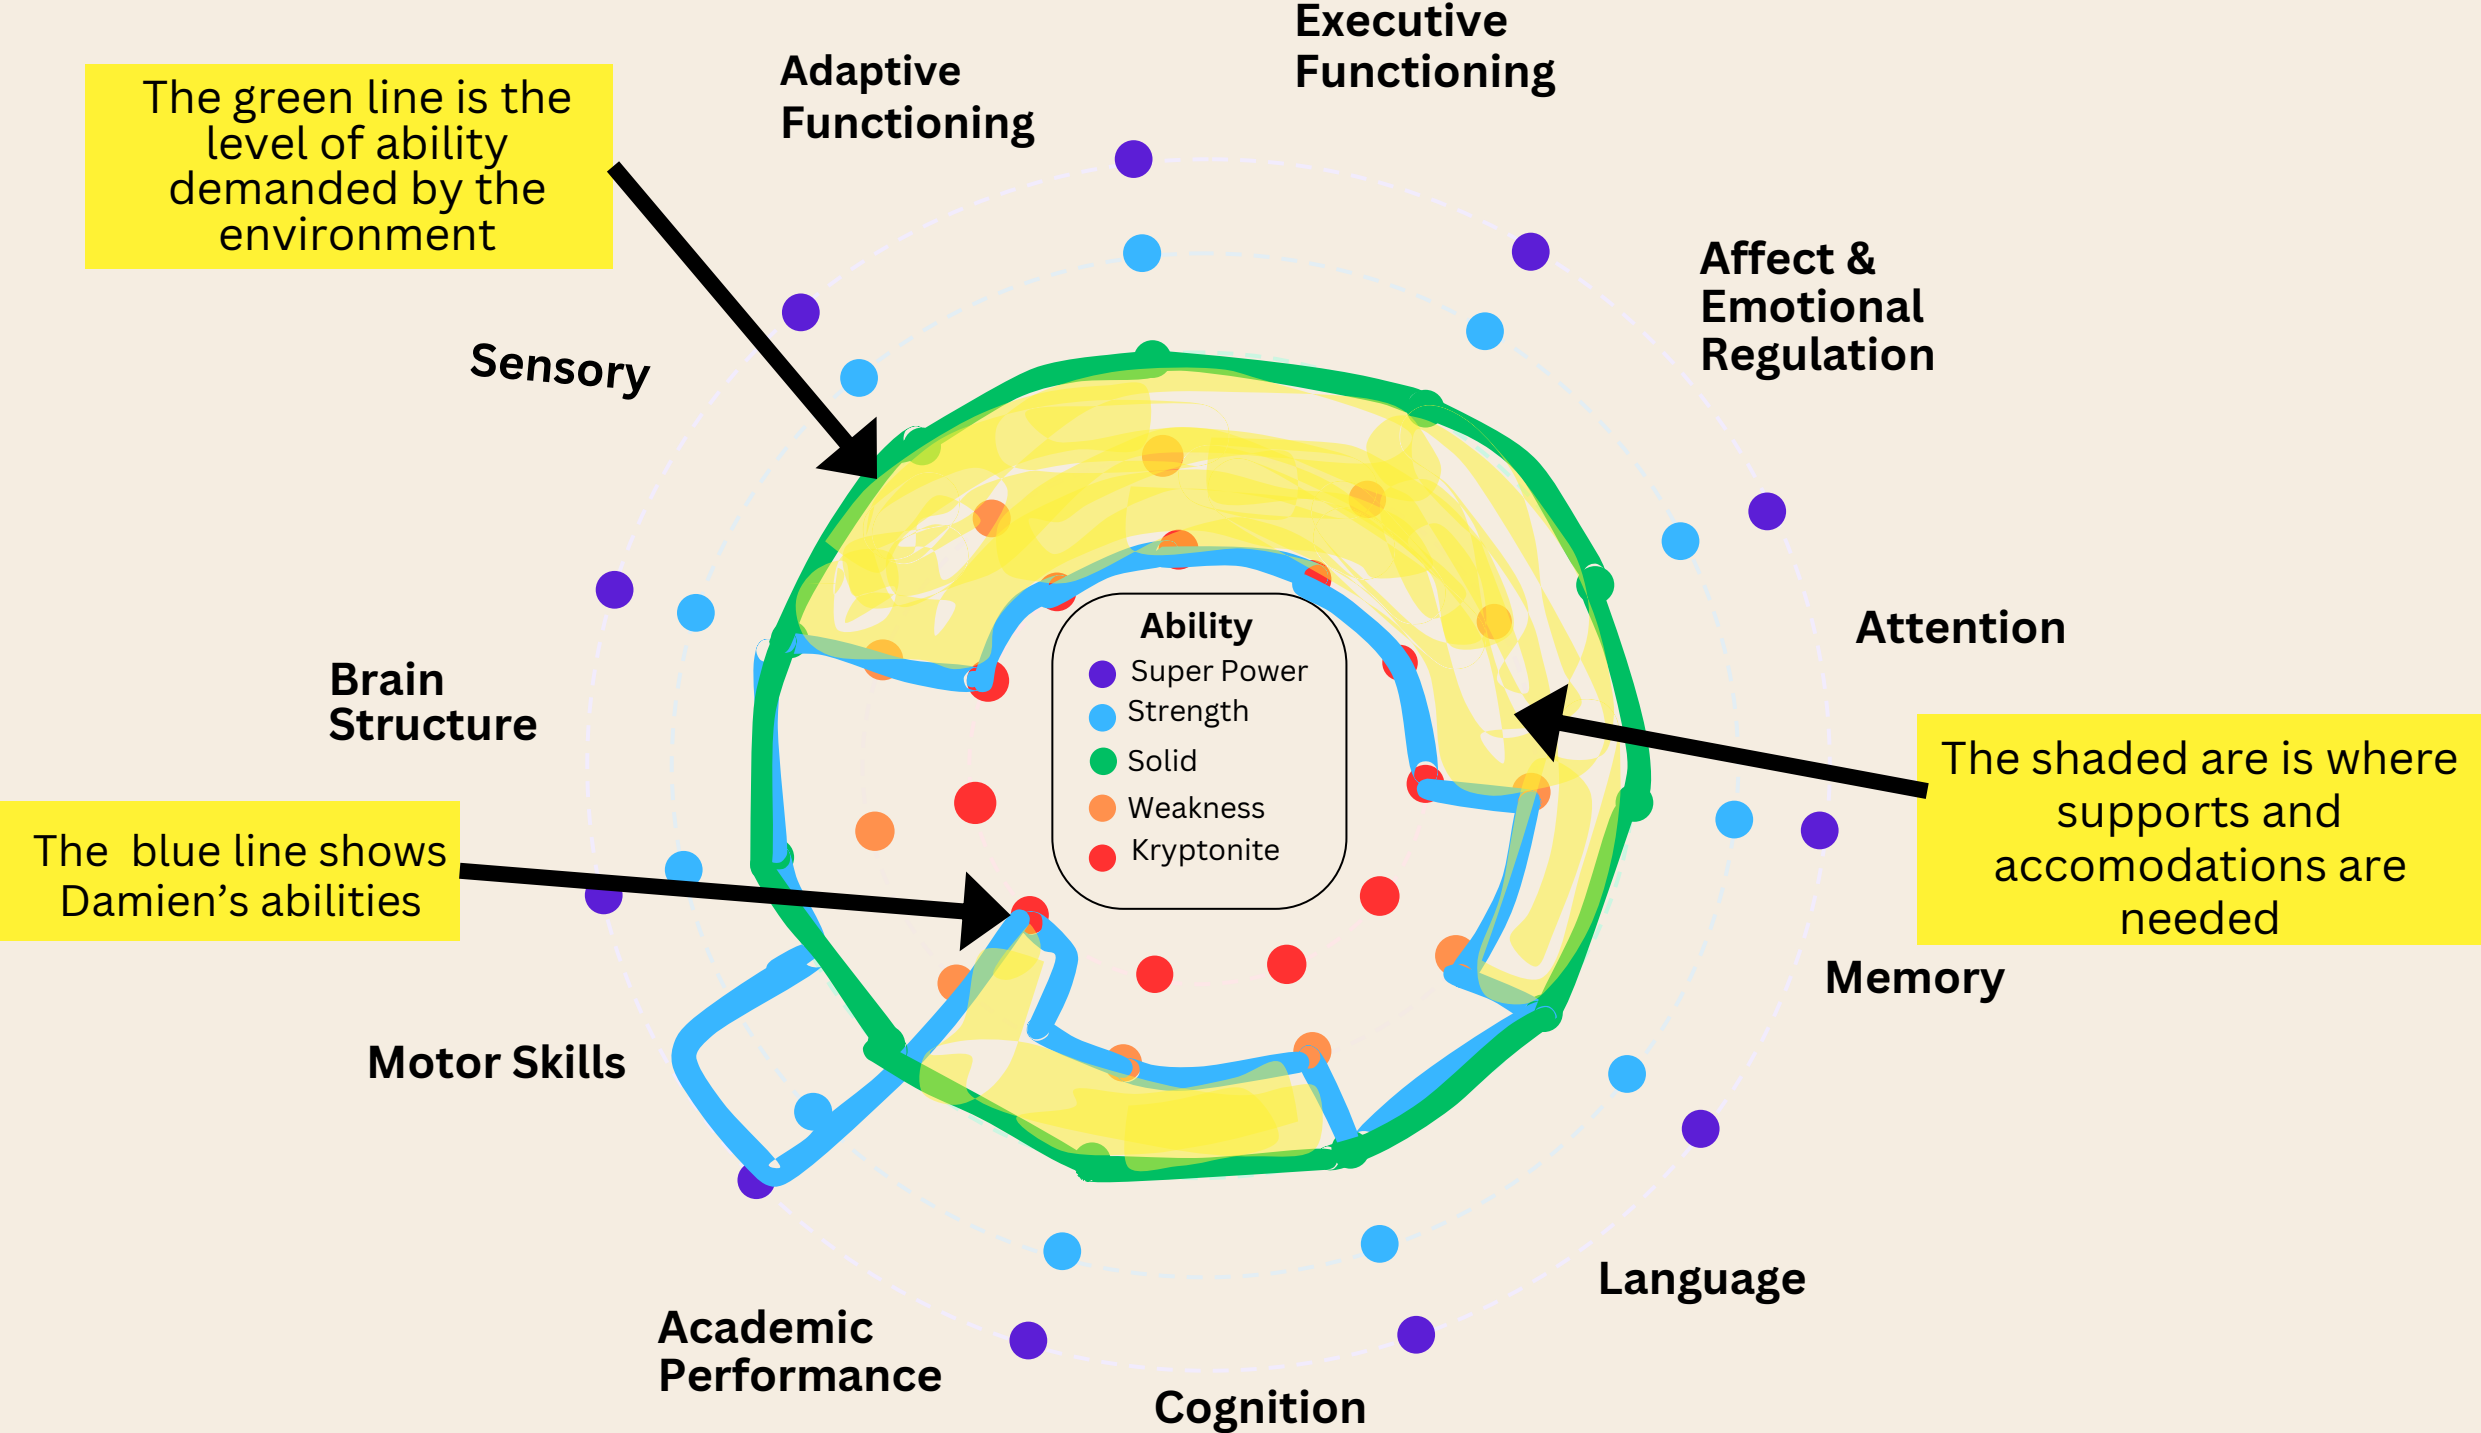 Executive
Functioning
Adaptive
Functioning
The green line is the
level of ability
demanded by the
environment
Affect &
Emotional
Regulation
Sensory
Attention
Ability
Super Power
Strength
Solid
Weakness
Kryptonite
Brain
Structure
The shaded are is where
supports and
accomodations are
needed
The  blue line shows
Damien’s abilities
Memory
Motor Skills
Language
Academic
Performance
Cognition